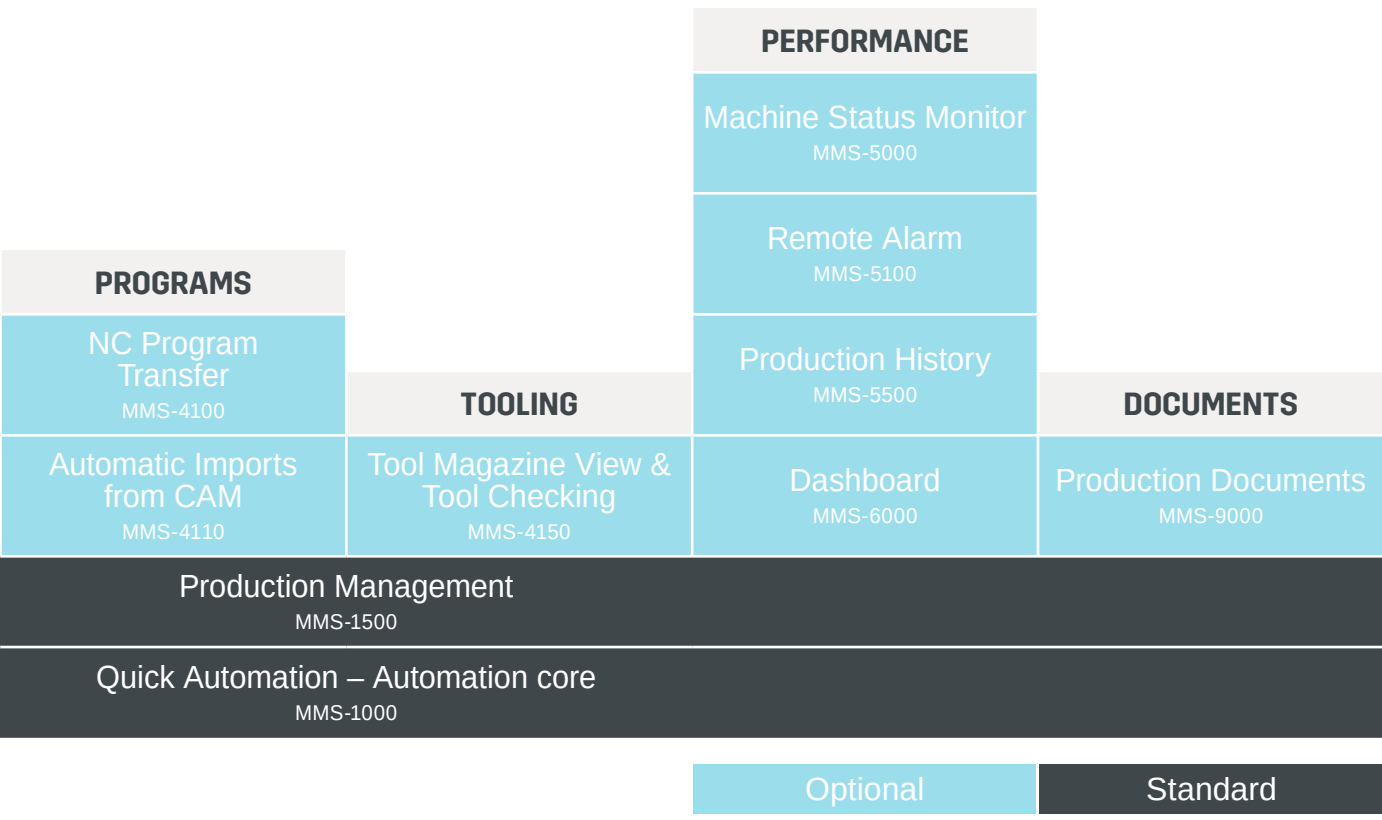 PERFORMANCE
Machine Status Monitor
MMS-5000
Remote Alarm
MMS-5100
PROGRAMS
NC Program
Transfer
MMS-4100
Production History
MMS-5500
TOOLING
DOCUMENTS
Automatic Imports
from CAM
MMS-4110
Tool Magazine View &
Tool Checking
MMS-4150
Dashboard
MMS-6000
Production Documents
MMS-9000
Production Management
MMS-1500
Quick Automation – Automation core
MMS-1000
Optional
Standard